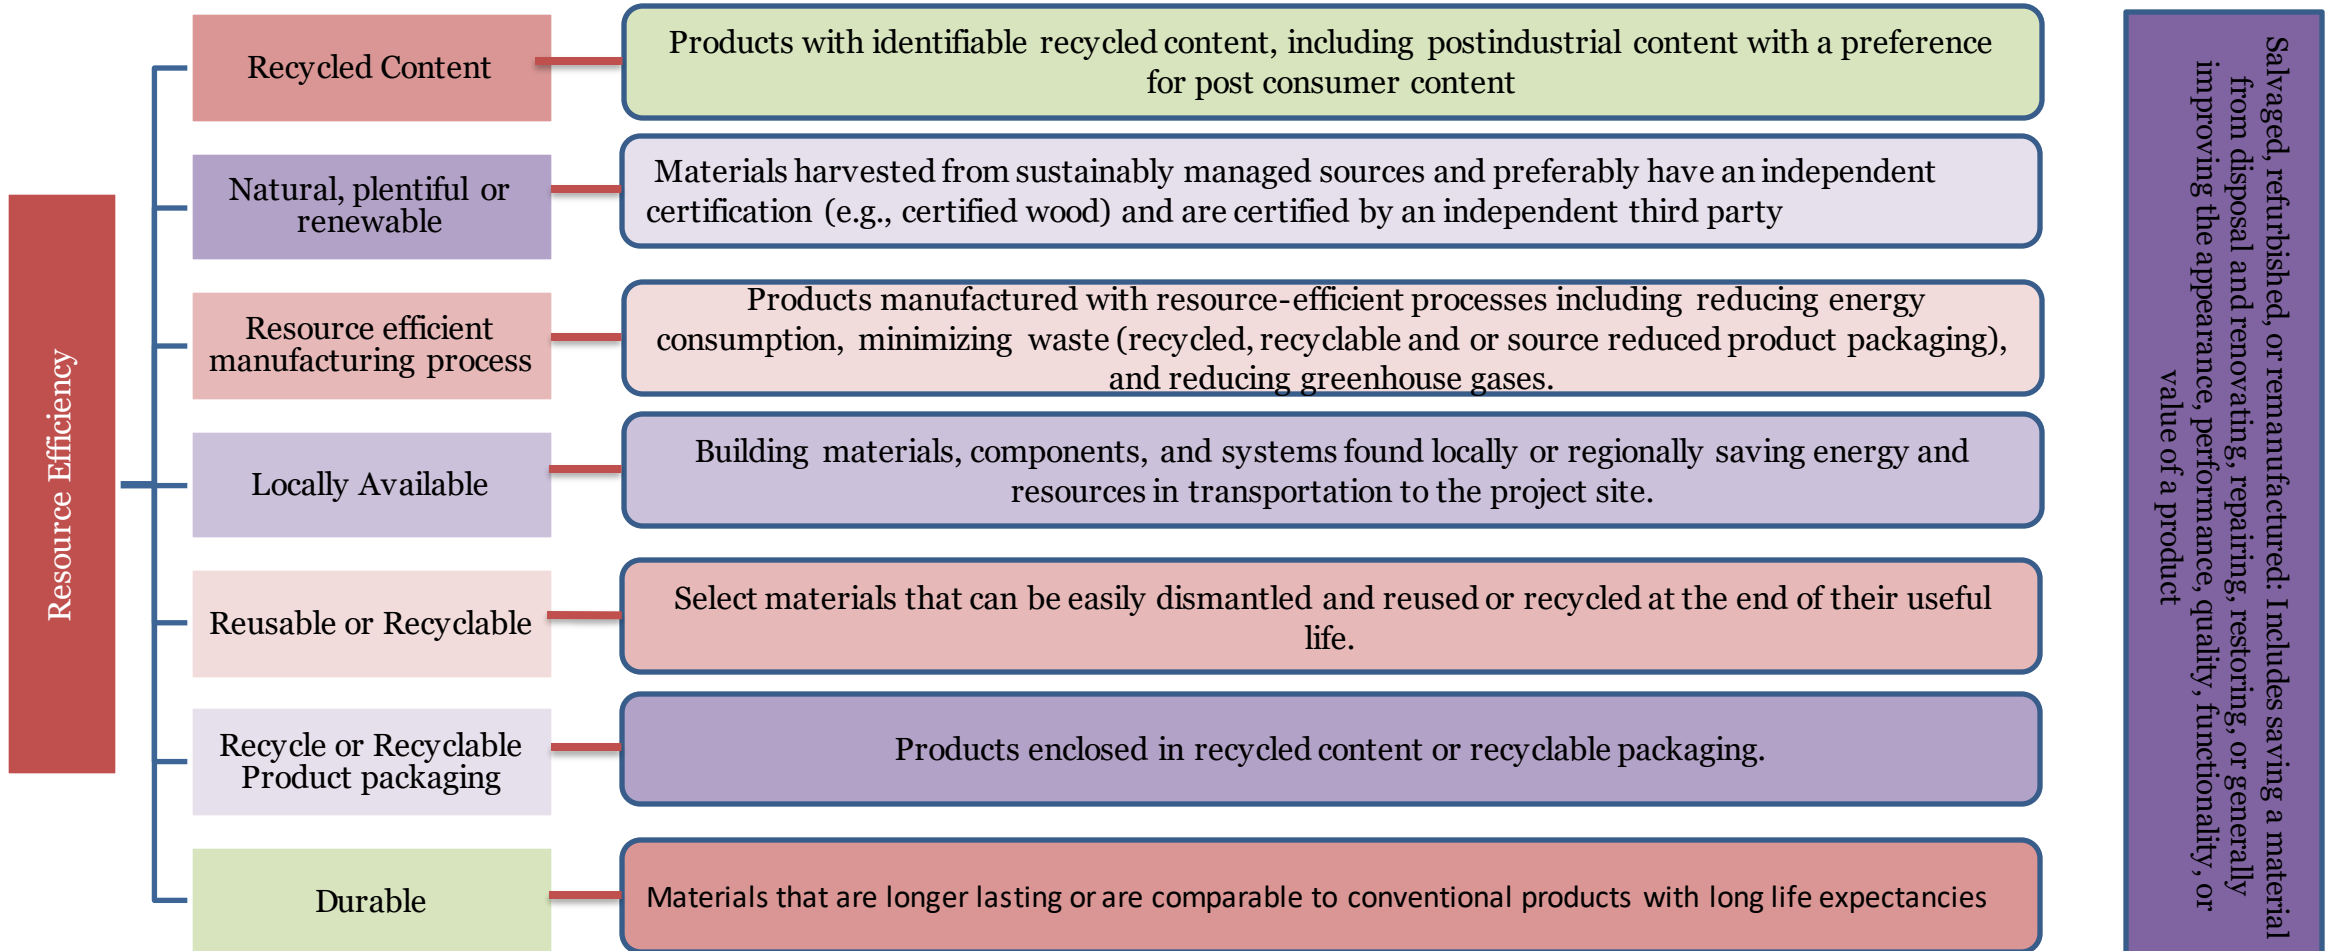 Resource Efficiency
Recycled Content
Products with identifiable recycled content, including postindustrial content with a preference
for post consumer content
Natural, plentiful or
renewable
Materials harvested from sustainably managed sources and preferably have an independent
certification (e.g., certified wood) and are certified by an independent third party
Resource efficient
manufacturing process
Products manufactured with resource-efficient processes including reducing energy
consumption, minimizing waste (recycled, recyclable and or source reduced product packaging),
and reducing greenhouse gases.
Locally Available
Building materials, components, and systems found locally or regionally saving energy and
resources in transportation to the project site.
Reusable or Recyclable
Select materials that can be easily dismantled and reused or recycled at the end of their useful
life.
Recycle or Recyclable
Product packaging
Products enclosed in recycled content or recyclable packaging.
Durable
Materials that are longer lasting or are comparable to conventional products with long life expectancies
Salvaged, refurbished, or remanufactured: Includes saving a material
from disposal and renovating, repairing, restoring, or generally
improving the appearance, performance, quality, functionality, or
value of a product